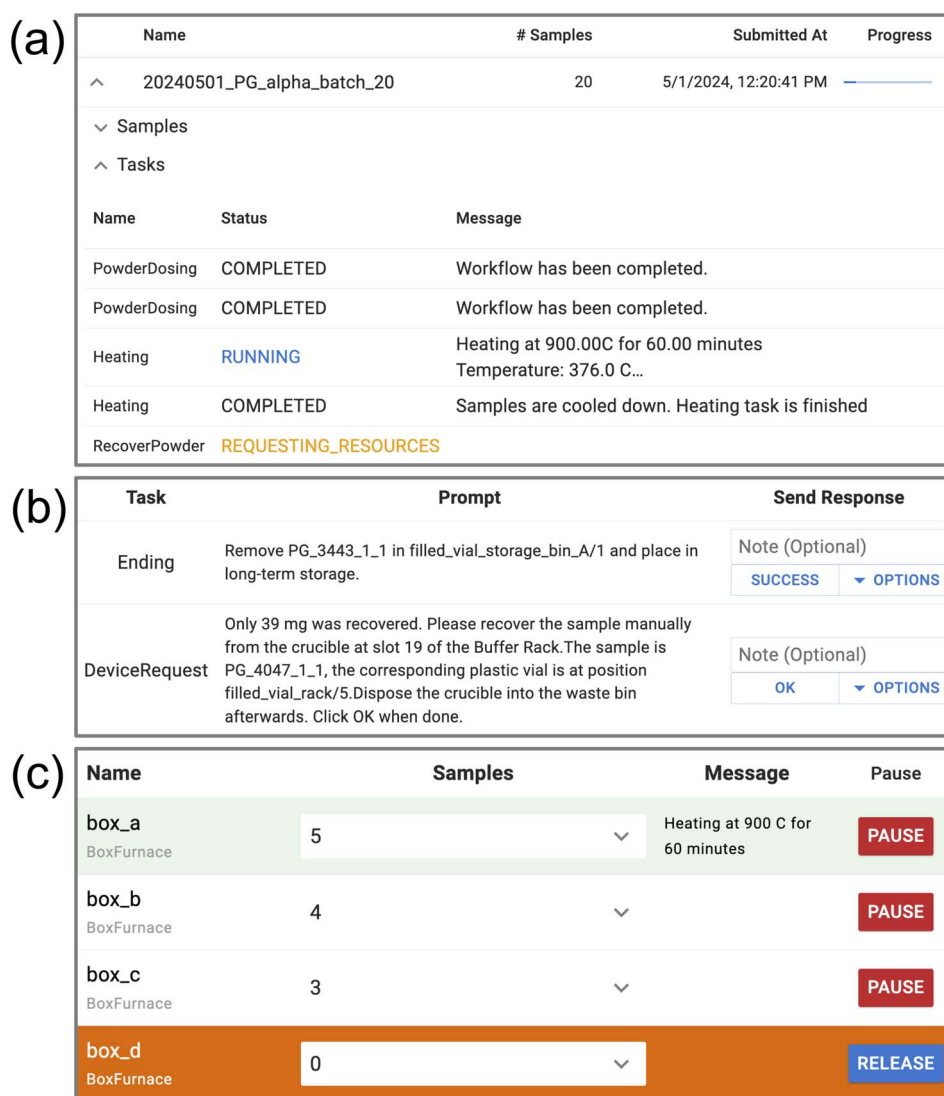 (a)
Name # Samples Submitted At Progress
20240501_PG_alpha_batch_20 20 5/1/2024, 12:20:41 PM
Samples
Tasks
Name Status Message
PowderDosing COMPLETED Workflow has been completed.
PowderDosing COMPLETED Workflow has been completed.
Heating RUNNING Heating at 900.00C for 60.00 minutes
Temperature: 376.0 C…
Heating COMPLETED Samples are cooled down. Heating task is finished
RecoverPowder REQUESTING_RESOURCES
(b)
Task Prompt Send Response
Ending
Remove PG_3443_1_1 in filled_vial_storage_bin_A/1 and place in
long-term storage.
Note (Optional)
SUCCESS OPTIONS
DeviceRequest
Only 39 mg was recovered. Please recover the sample manually
from the crucible at slot 19 of the Buffer Rack.The sample is
PG_4047_1_1, the corresponding plastic vial is at position
filled_vial_rack/5.Dispose the crucible into the waste bin
afterwards. Click OK when done.
Note (Optional)
OK OPTIONS
(c)
Name Samples Message Pause
box_a
BoxFurnace
5
Heating at 900 C for
60 minutes
PAUSE
box_b
BoxFurnace
4
PAUSE
box_c
BoxFurnace
3
PAUSE
box_d
BoxFurnace
0
RELEASE